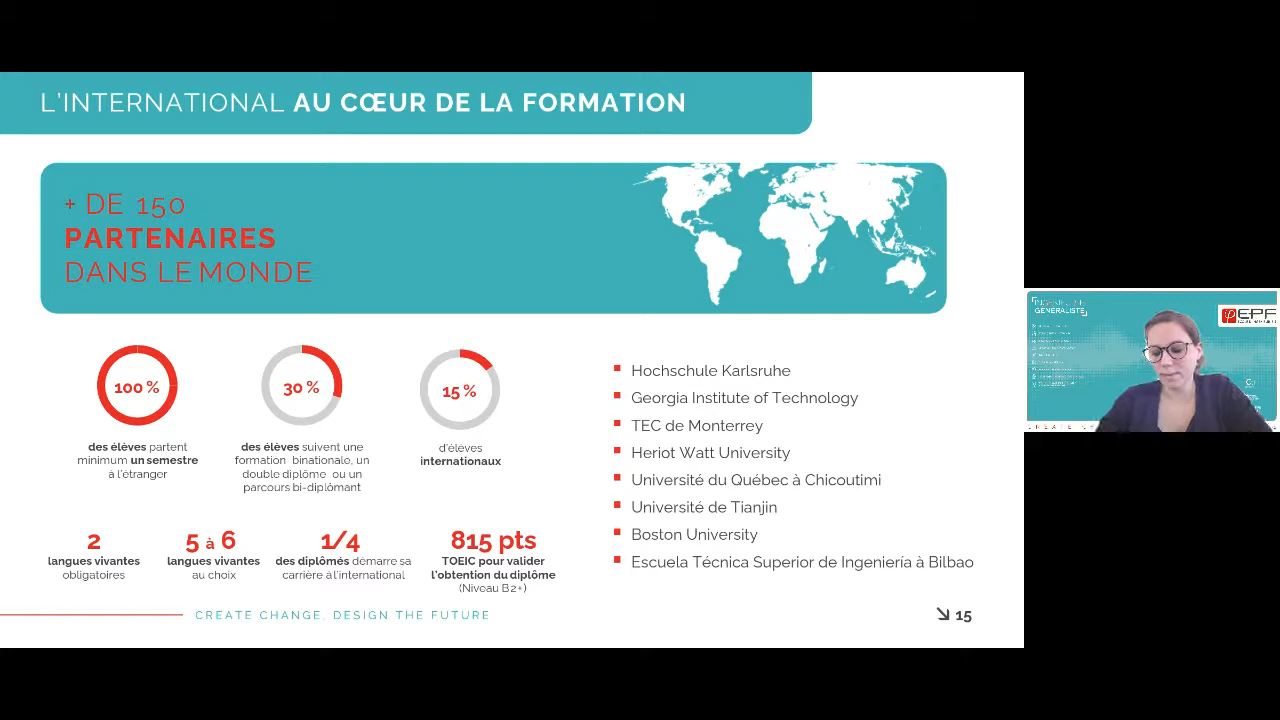 L'INTERNATIONAL AU CŒUR DE LA FORMATION
+ DE 150
PARTENAIRES
DANS LE MONDE
100 %
des élèves partent
minimum un semestre
à l'étranger
30 %
des élèves suivent une
formation binationale, un
double diplôme ou un
parcours bi-diplômant
15 %
d'élèves
internationaux
2
langues vivantes
obligatoires
5 à 6
langues vivantes
au choix
1/4
des diplômés démarre sa
carrière à l'international
815 pts
TOEIC pour valider
l'obtention du diplôme
(Niveau B2+)
Hochschule Karlsruhe
Georgia Institute of Technology
TEC de Monterrey
Heriot Watt University
Université du Québec à Chicoutimi
Université de Tianjin
Boston University
Escuela Técnica Superior de Ingeniería à Bilbao
CREATE CHANGE, DESIGN THE FUTURE
15
GÉNÉRALISTE
EPF